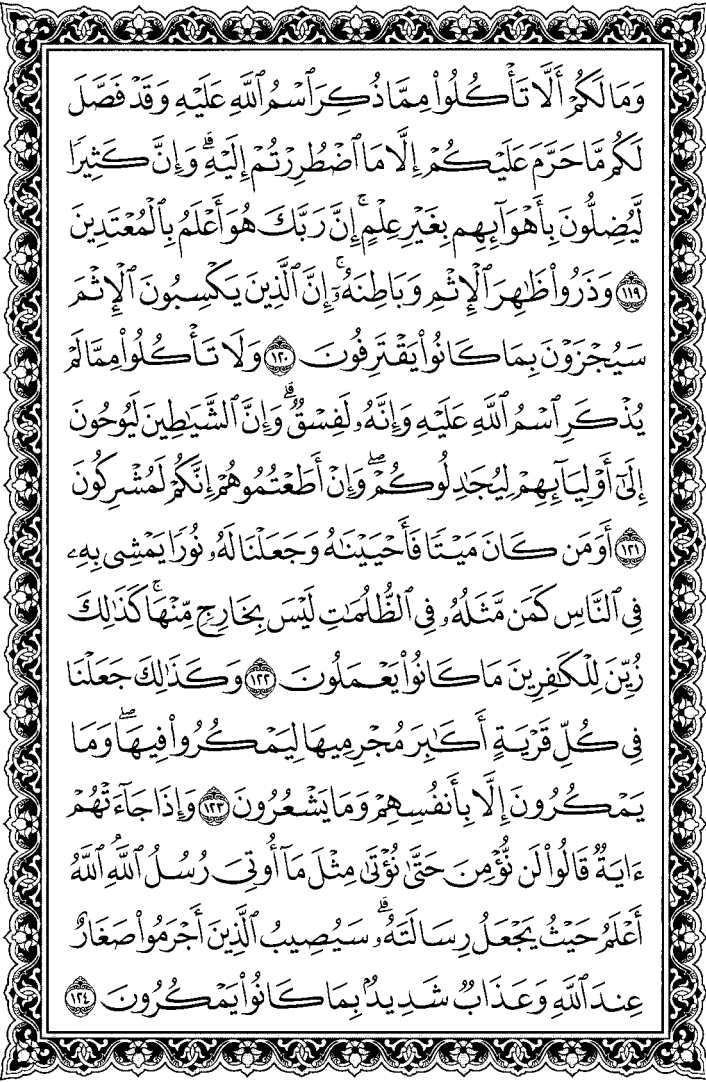 وَمَا لَكُمْ أَلَّا تَأْكُلُوا۟ مِمَّا ذُكِرَ ٱسْمُ ٱللَّهِ عَلَيْهِ وَقَدْ فَصَّلَ
لَكُم مَّا حَرَّمَ عَلَيْكُمْ إِلَّا مَا ٱضْطُرِرْتُمْ إِلَيْهِ ۗ وَإِنَّ كَثِيرًا
لَّيُضِلُّونَ بِأَهْوَآئِهِم بِغَيْرِ عِلْمٍ ۚ إِنَّ رَبَّكَ هُوَ أَعْلَمُ بِٱلْمُعْتَدِينَ
١١٩ وَذَرُوا۟ ظَٰهِرَ ٱلْإِثْمِ وَبَاطِنَهُۥٓ ۚ إِنَّ ٱلَّذِينَ يَكْسِبُونَ ٱلْإِثْمَ
سَيُجْزَوْنَ بِمَا كَانُوا۟ يَقْتَرِفُونَ ١٢٠ وَلَا تَأْكُلُوا۟ مِمَّا لَمْ
يُذْكَرِ ٱسْمُ ٱللَّهِ عَلَيْهِ وَإِنَّهُۥ لَفِسْقٌ ۗ وَإِنَّ ٱلشَّيَٰطِينَ لَيُوحُونَ
إِلَىٰٓ أَوْلِيَآئِهِمْ لِيُجَٰدِلُوكُمْ ۖ وَإِنْ أَطَعْتُمُوهُمْ إِنَّكُمْ لَمُشْرِكُونَ
١٢١ أَوَمَن كَانَ مَيْتًا فَأَحْيَيْنَٰهُ وَجَعَلْنَا لَهُۥ نُورًا يَمْشِى بِهِۦ
فِى ٱلنَّاسِ كَمَن مَّثَلُهُۥ فِى ٱلظُّلُمَٰتِ لَيْسَ بِخَارِجٍ مِّنْهَا ۚ كَذَٰلِكَ
زُيِّنَ لِلْكَٰفِرِينَ مَا كَانُوا۟ يَعْمَلُونَ ١٢٢ وَكَذَٰلِكَ جَعَلْنَا
فِى كُلِّ قَرْيَةٍ أَكَٰبِرَ مُجْرِمِيهَا لِيَمْكُرُوا۟ فِيهَا ۖ وَمَا
يَمْكُرُونَ إِلَّا بِأَنفُسِهِمْ وَمَا يَشْعُرُونَ ١٢٣ وَإِذَا جَآءَتْهُمْ
ءَايَةٌ قَالُوا۟ لَن نُّؤْمِنَ حَتَّىٰ نُؤْتَىٰ مِثْلَ مَآ أُوتِىَ رُسُلُ ٱللَّهِ ۘ ٱللَّهُ
أَعْلَمُ حَيْثُ يَجْعَلُ رِسَالَتَهُۥ ۗ سَيُصِيبُ ٱلَّذِينَ أَجْرَمُوا۟ صَغَارٌ
عِندَ ٱللَّهِ وَعَذَابٌ شَدِيدٌۢ بِمَا كَانُوا۟ يَمْكُرُونَ ١٢٤